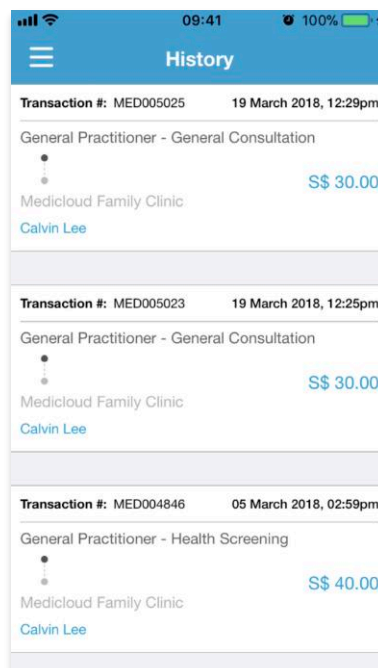 09:41 100%
History
Transaction #: MED005025 19 March 2018, 12:29pm
General Practitioner - General Consultation
S$ 30.00
Medicloud Family Clinic
Calvin Lee
Transaction #: MED005023 19 March 2018, 12:25pm
General Practitioner - General Consultation
S$ 30.00
Medicloud Family Clinic
Calvin Lee
Transaction #: MED004846 05 March 2018, 02:59pm
General Practitioner - Health Screening
S$ 40.00
Medicloud Family Clinic
Calvin Lee